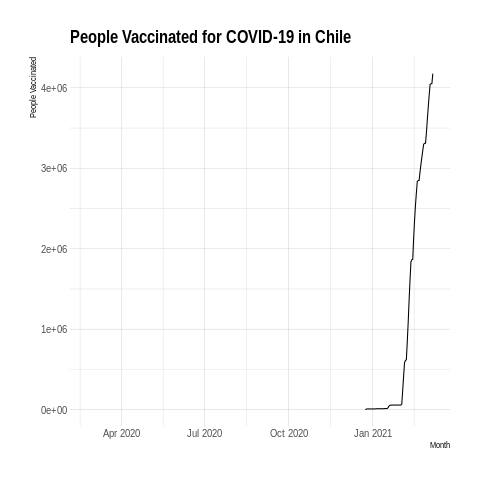 People Vaccinated for COVID-19 in Chile
People Vaccinated
4e+06
3e+06
2e+06
1e+06
0e+00
Apr 2020
Jul 2020
Oct 2020
Jan 2021
Month